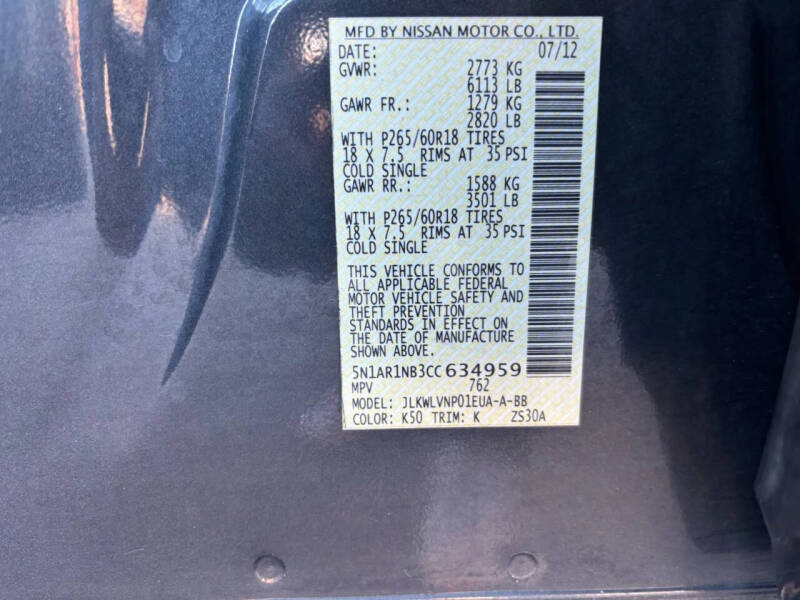 MFD BY NISSAN MOTOR CO., LTD.
DATE: 07/12
GVWR: 2773 KG
6113 LB
GAWR FR.: 1279 KG
2820 LB
WITH P265/60R18 TIRES
18 X 7.5 RIMS AT 35 PSI
COLD SINGLE
GAWR RR.: 1588 KG
3501 LB
WITH P265/60R18 TIRES
18 X 7.5 RIMS AT 35 PSI
COLD SINGLE
THIS VEHICLE CONFORMS TO
ALL APPLICABLE FEDERAL
MOTOR VEHICLE SAFETY AND
THEFT PREVENTION
STANDARDS IN EFFECT ON
THE DATE OF MANUFACTURE
SHOWN ABOVE.
5N1AR1NB3CC634959
MPV 762
MODEL: JLKWLVNP01EUA-A-BB
COLOR: K50 TRIM: K ZS30A